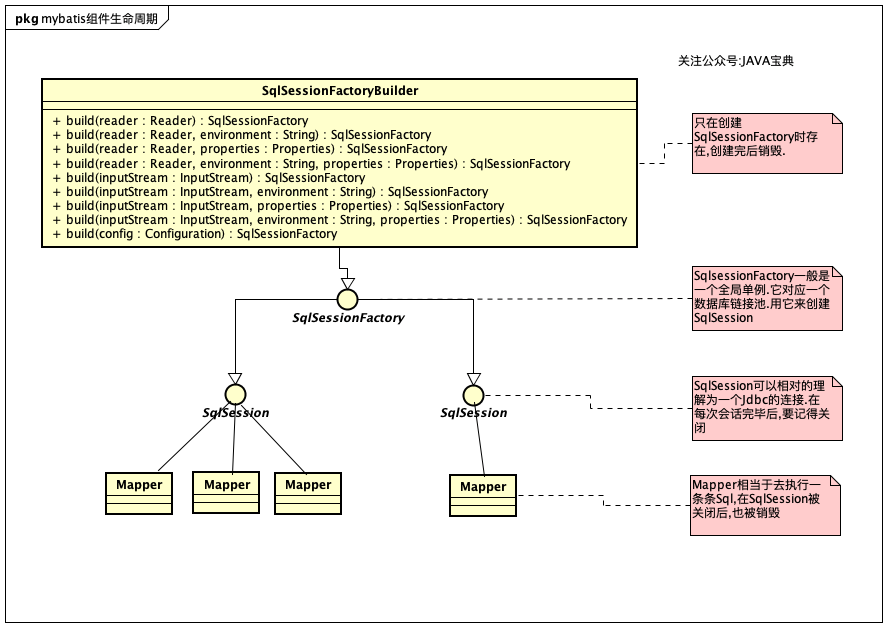 pkg mybatis组件生命周期
关注公众号:JAVA宝典
SqlSessionFactoryBuilder
+ build(reader : Reader) : SqlSessionFactory
+ build(reader : Reader, environment : String) : SqlSessionFactory
+ build(reader : Reader, properties : Properties) : SqlSessionFactory
+ build(reader : Reader, environment : String, properties : Properties) : SqlSessionFactory
+ build(inputStream : InputStream) : SqlSessionFactory
+ build(inputStream : InputStream, environment : String) : SqlSessionFactory
+ build(inputStream : InputStream, properties : Properties) : SqlSessionFactory
+ build(inputStream : InputStream, environment : String, properties : Properties) : SqlSessionFactory
+ build(config : Configuration) : SqlSessionFactory
只在创建
SqlSessionFactory时存
在,创建完后销毁.
SqlSessionFactory
SqlsessionFactory一般是
一个全局单例.它对应一个
数据库链接池.用它来创建
SqlSession
SqlSession
SqlSession
SqlSession可以相对的理
解为一个Jdbc的连接.在
每次会话完毕后,要记得关
闭
Mapper
Mapper
Mapper
Mapper
Mapper相当于去执行一
条条Sql,在SqlSession被
关闭后,也被销毁